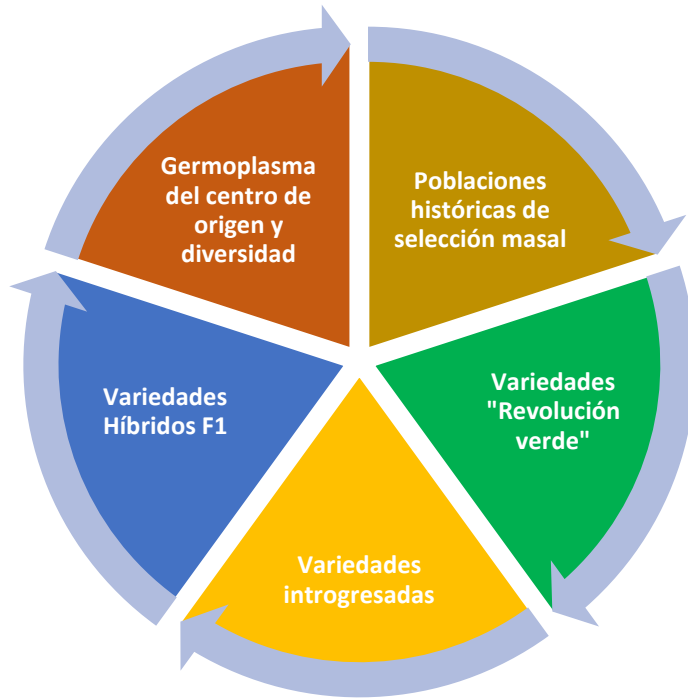 Germoplasma
del centro de
origen y
diversidad
Poblaciones
históricas de
selección masal
Variedades
"Revolución
verde"
Variedades
introgresadas
Variedades
Híbridos F1